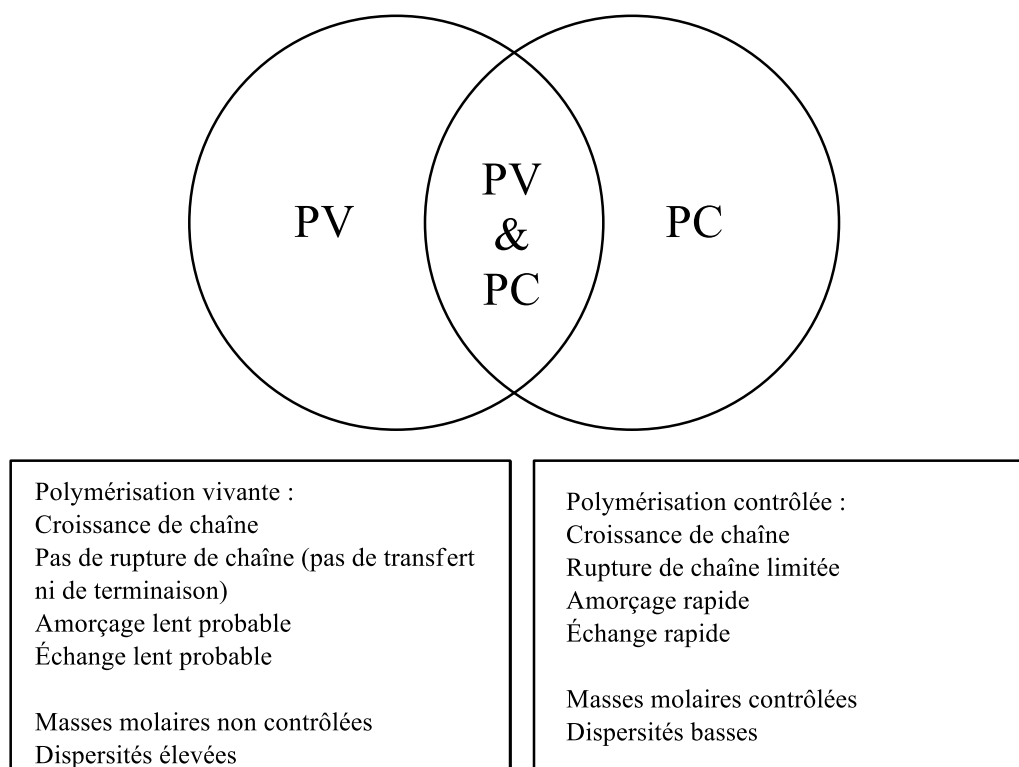 PV
PV
&
PC
PC
Polymérisation vivante :
Croissance de chaîne
Pas de rupture de chaîne (pas de transfert
ni de terminaison)
Amorçage lent probable
Échange lent probable
Masses molaires non contrôlées
Dispersités élevées
Polymérisation contrôlée :
Croissance de chaîne
Rupture de chaîne limitée
Amorçage rapide
Échange rapide
Masses molaires contrôlées
Dispersités basses